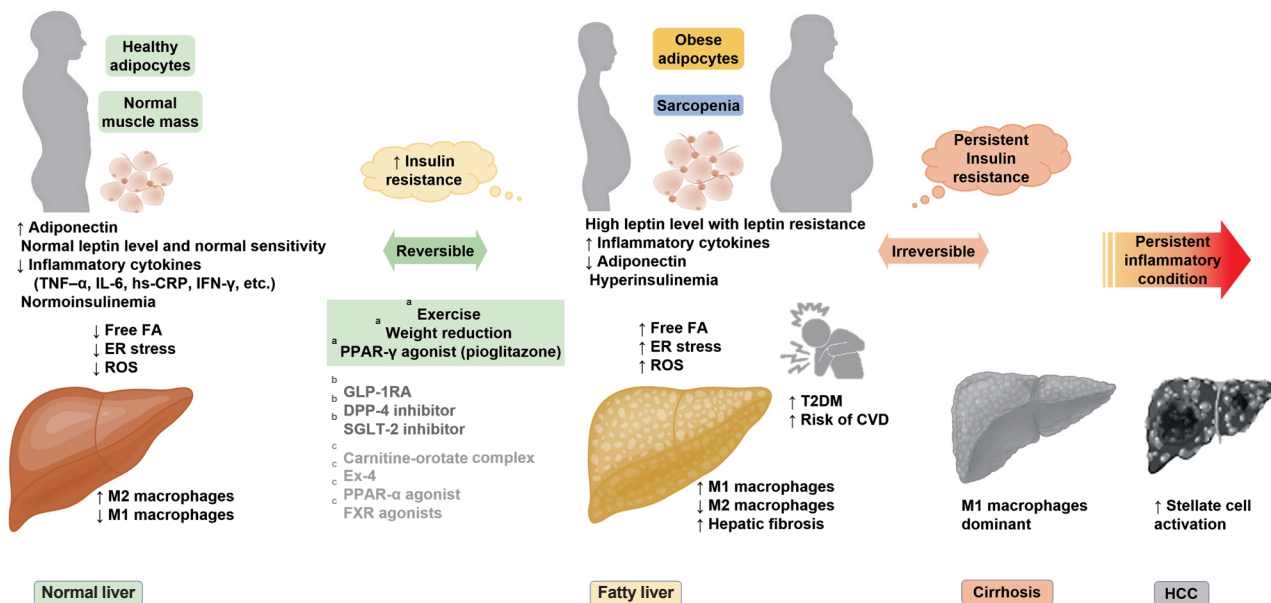 Healthy
adipocytes
Normal
muscle mass
↑ Adiponectin
Normal leptin level and normal sensitivity
↓ Inflammatory cytokines
(TNF–α, IL-6, hs-CRP, IFN-γ, etc.)
Normoinsulinemia
↓ Free FA
↓ ER stress
↓ ROS
↑ M2 macrophages
↓ M1 macrophages
Normal liver
↑ Insulin
resistance
Reversible
a Exercise
a Weight reduction
a PPAR-γ agonist (pioglitazone)
b GLP-1RA
b DPP-4 inhibitor
b SGLT-2 inhibitor
c Carnitine-orotate complex
c Ex-4
c PPAR-α agonist
c FXR agonists
Obese
adipocytes
Sarcopenia
High leptin level with leptin resistance
↑ Inflammatory cytokines
↓ Adiponectin
Hyperinsulinemia
↑ Free FA
↑ ER stress
↑ ROS
↑ T2DM
↑ Risk of CVD
↑ M1 macrophages
↓ M2 macrophages
↑ Hepatic fibrosis
Fatty liver
Persistent
Insulin
resistance
Irreversible
Persistent
inflammatory
condition
M1 macrophages
dominant
Cirrhosis
↑ Stellate cell
activation
HCC